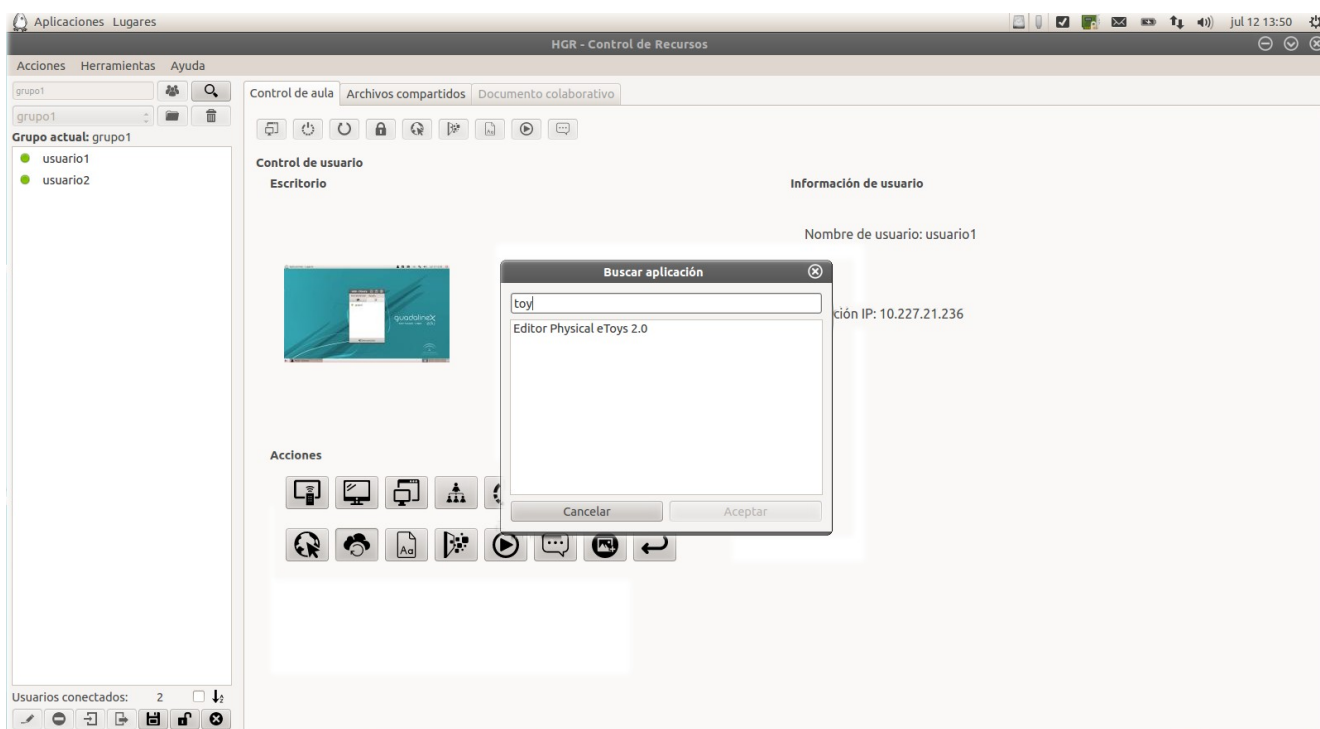 Aplicaciones Lugares
jul 12 13:50
HGR - Control de Recursos
Acciones Herramientas Ayuda
grupo1
grupo1
Grupo actual: grupo1
usuario1
usuario2
Usuarios conectados: 2
Control de aula Archivos compartidos Documento colaborativo
Control de usuario
Escritorio
guadalinex
Información de usuario
Nombre de usuario: usuario1
ción IP: 10.227.21.236
Buscar aplicación
toy
Editor Physical eToys 2.0
Cancelar Aceptar
Acciones
Aa